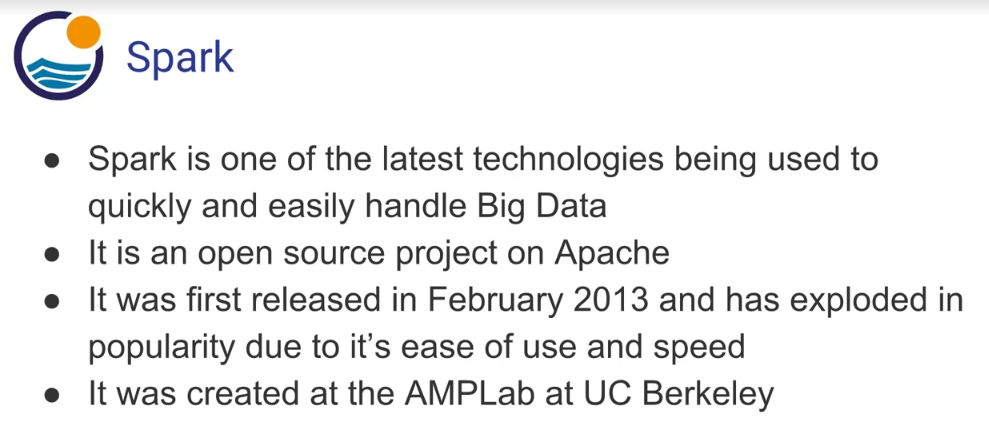 Spark
● Spark is one of the latest technologies being used to
quickly and easily handle Big Data
● It is an open source project on Apache
● It was first released in February 2013 and has exploded in
popularity due to it’s ease of use and speed
● It was created at the AMPLab at UC Berkeley